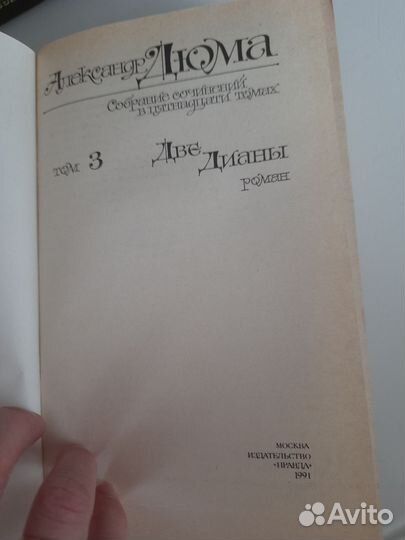 Александр Дюма
Собрание сочинений
в пятнадцати томах
том 3
Две Дианы
роман
МОСКВА
ИЗДАТЕЛЬСТВО
«ПРАВДА»
1991
Avito